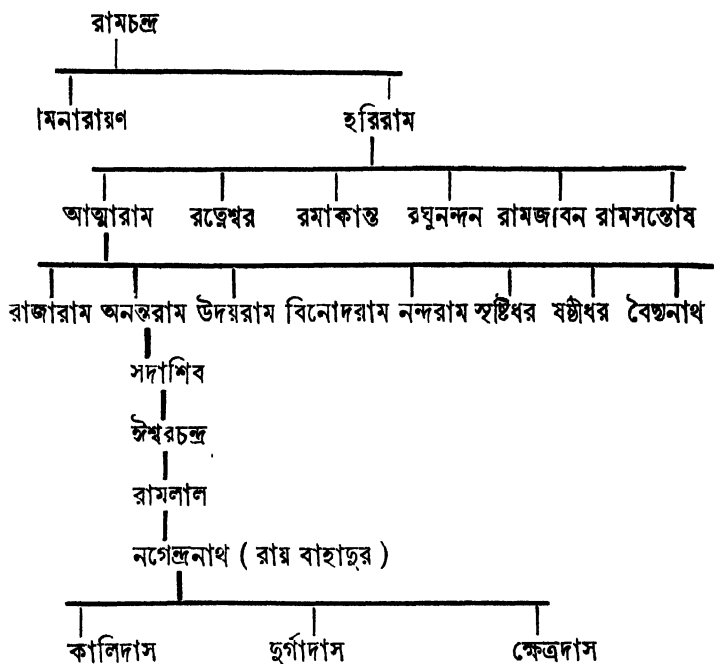 রামচন্দ্র
ামনারায়ণ হরিরাম
আত্মারাম রত্নেশ্বর রমাকান্ত রঘুনন্দন রামজীবন রামসন্তোষ
রাজারাম অনন্তরাম উদয়রাম বিনোদরাম নন্দরাম সৃষ্টিধর ষষ্ঠীধর বৈদ্যনাথ
সদাশিব
ঈশ্বরচন্দ্র
রামলাল
নগেন্দ্রনাথ ( রায় বাহাদুর )
কালিদাস দুর্গাদাস ক্ষেত্রদাস